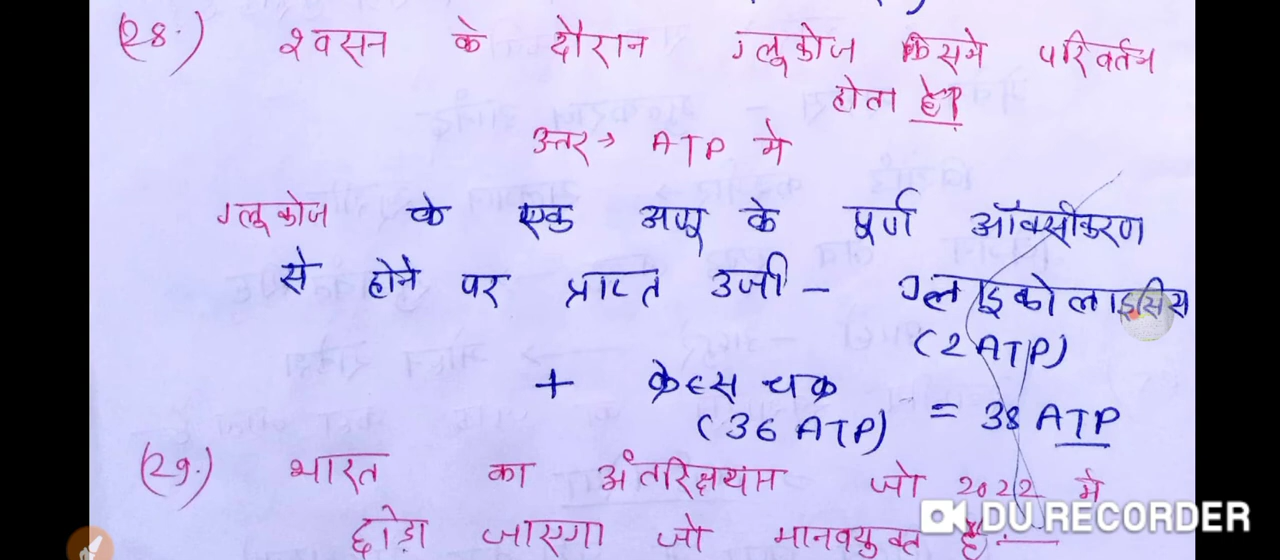 (28.) श्वसन के दौरान ग्लूकोज किसमे परिवर्तन
होता है?
उत्तर→ ATP मे
ग्लूकोज के एक अणु के पूर्ण ऑक्सीकरण
से होने पर प्राप्त उर्जा - ग्लाइकोलाइसिस
(2 ATP)
+ क्रेब्स चक्र
(36 ATP) = 38 ATP
(29.) भारत का अंतरिक्षयान जो 2022 मे
छोड़ा जाएगा जो मानवयुक्त है-
DU RECORDER